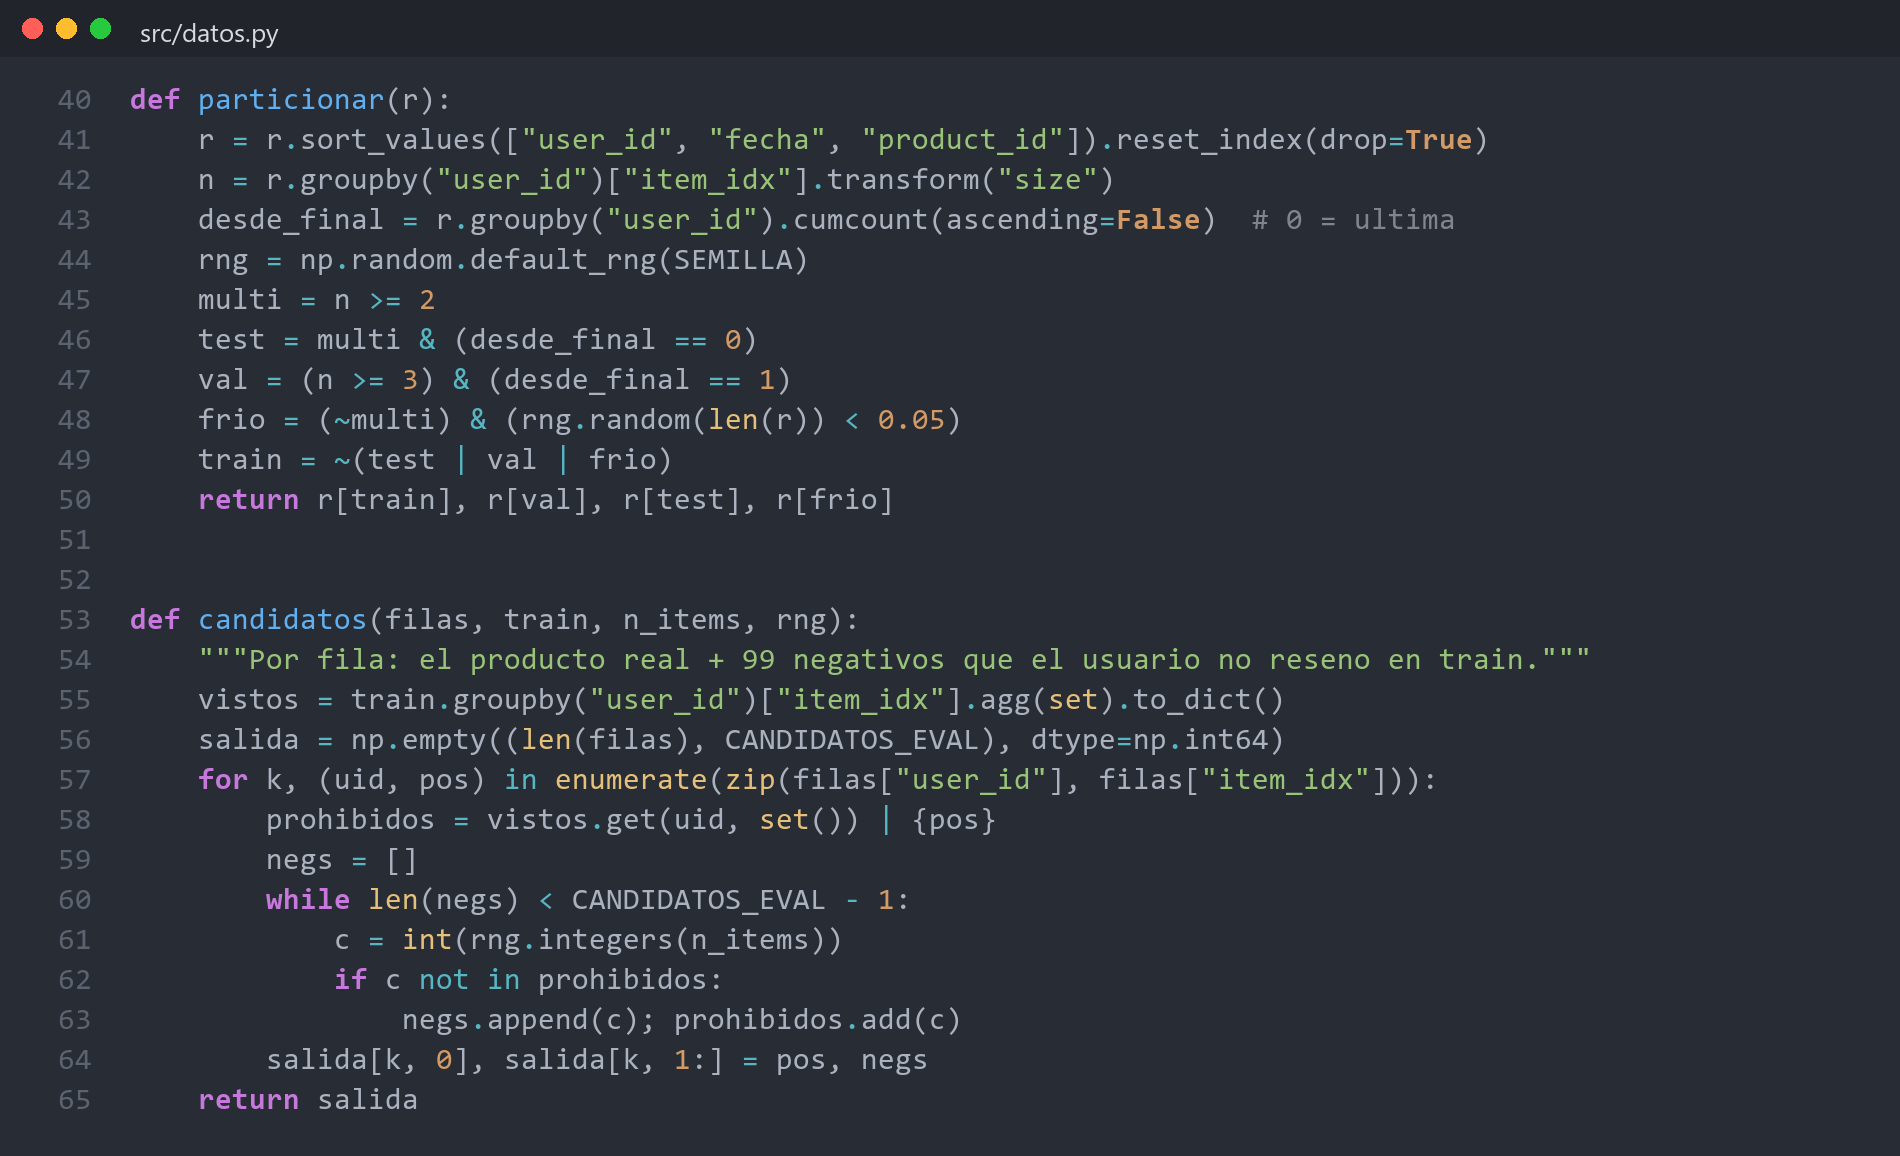 src/datos.py
40 def particionar(r):
41     r = r.sort_values(["user_id", "fecha", "product_id"]).reset_index(drop=True)
42     n = r.groupby("user_id")["item_idx"].transform("size")
43     desde_final = r.groupby("user_id").cumcount(ascending=False)  # 0 = ultima
44     rng = np.random.default_rng(SEMILLA)
45     multi = n >= 2
46     test = multi & (desde_final == 0)
47     val = (n >= 3) & (desde_final == 1)
48     frio = (~multi) & (rng.random(len(r)) < 0.05)
49     train = ~(test | val | frio)
50     return r[train], r[val], r[test], r[frio]
51
52
53 def candidatos(filas, train, n_items, rng):
54     """Por fila: el producto real + 99 negativos que el usuario no reseno en train."""
55     vistos = train.groupby("user_id")["item_idx"].agg(set).to_dict()
56     salida = np.empty((len(filas), CANDIDATOS_EVAL), dtype=np.int64)
57     for k, (uid, pos) in enumerate(zip(filas["user_id"], filas["item_idx"])):
58         prohibidos = vistos.get(uid, set()) | {pos}
59         negs = []
60         while len(negs) < CANDIDATOS_EVAL - 1:
61             c = int(rng.integers(n_items))
62             if c not in prohibidos:
63                 negs.append(c); prohibidos.add(c)
64         salida[k, 0], salida[k, 1:] = pos, negs
65     return salida